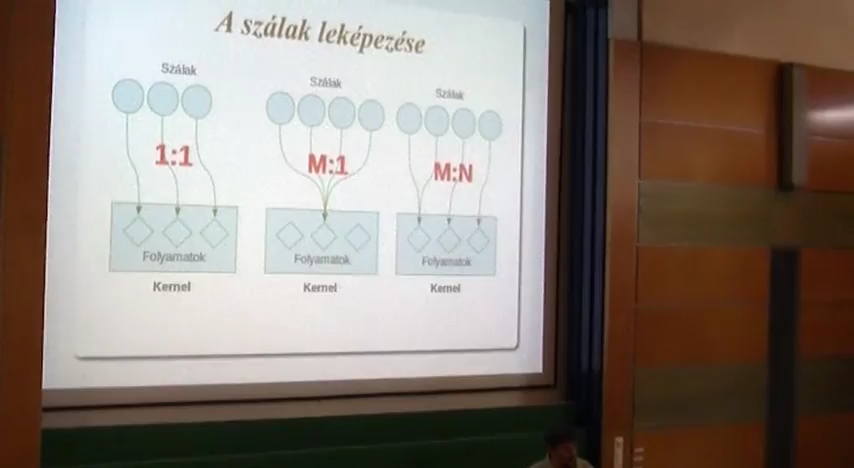 A szálak leképezése
Szálak
1:1
Folyamatok
Kernel
Szálak
M:1
Folyamatok
Kernel
Szálak
M:N
Folyamatok
Kernel